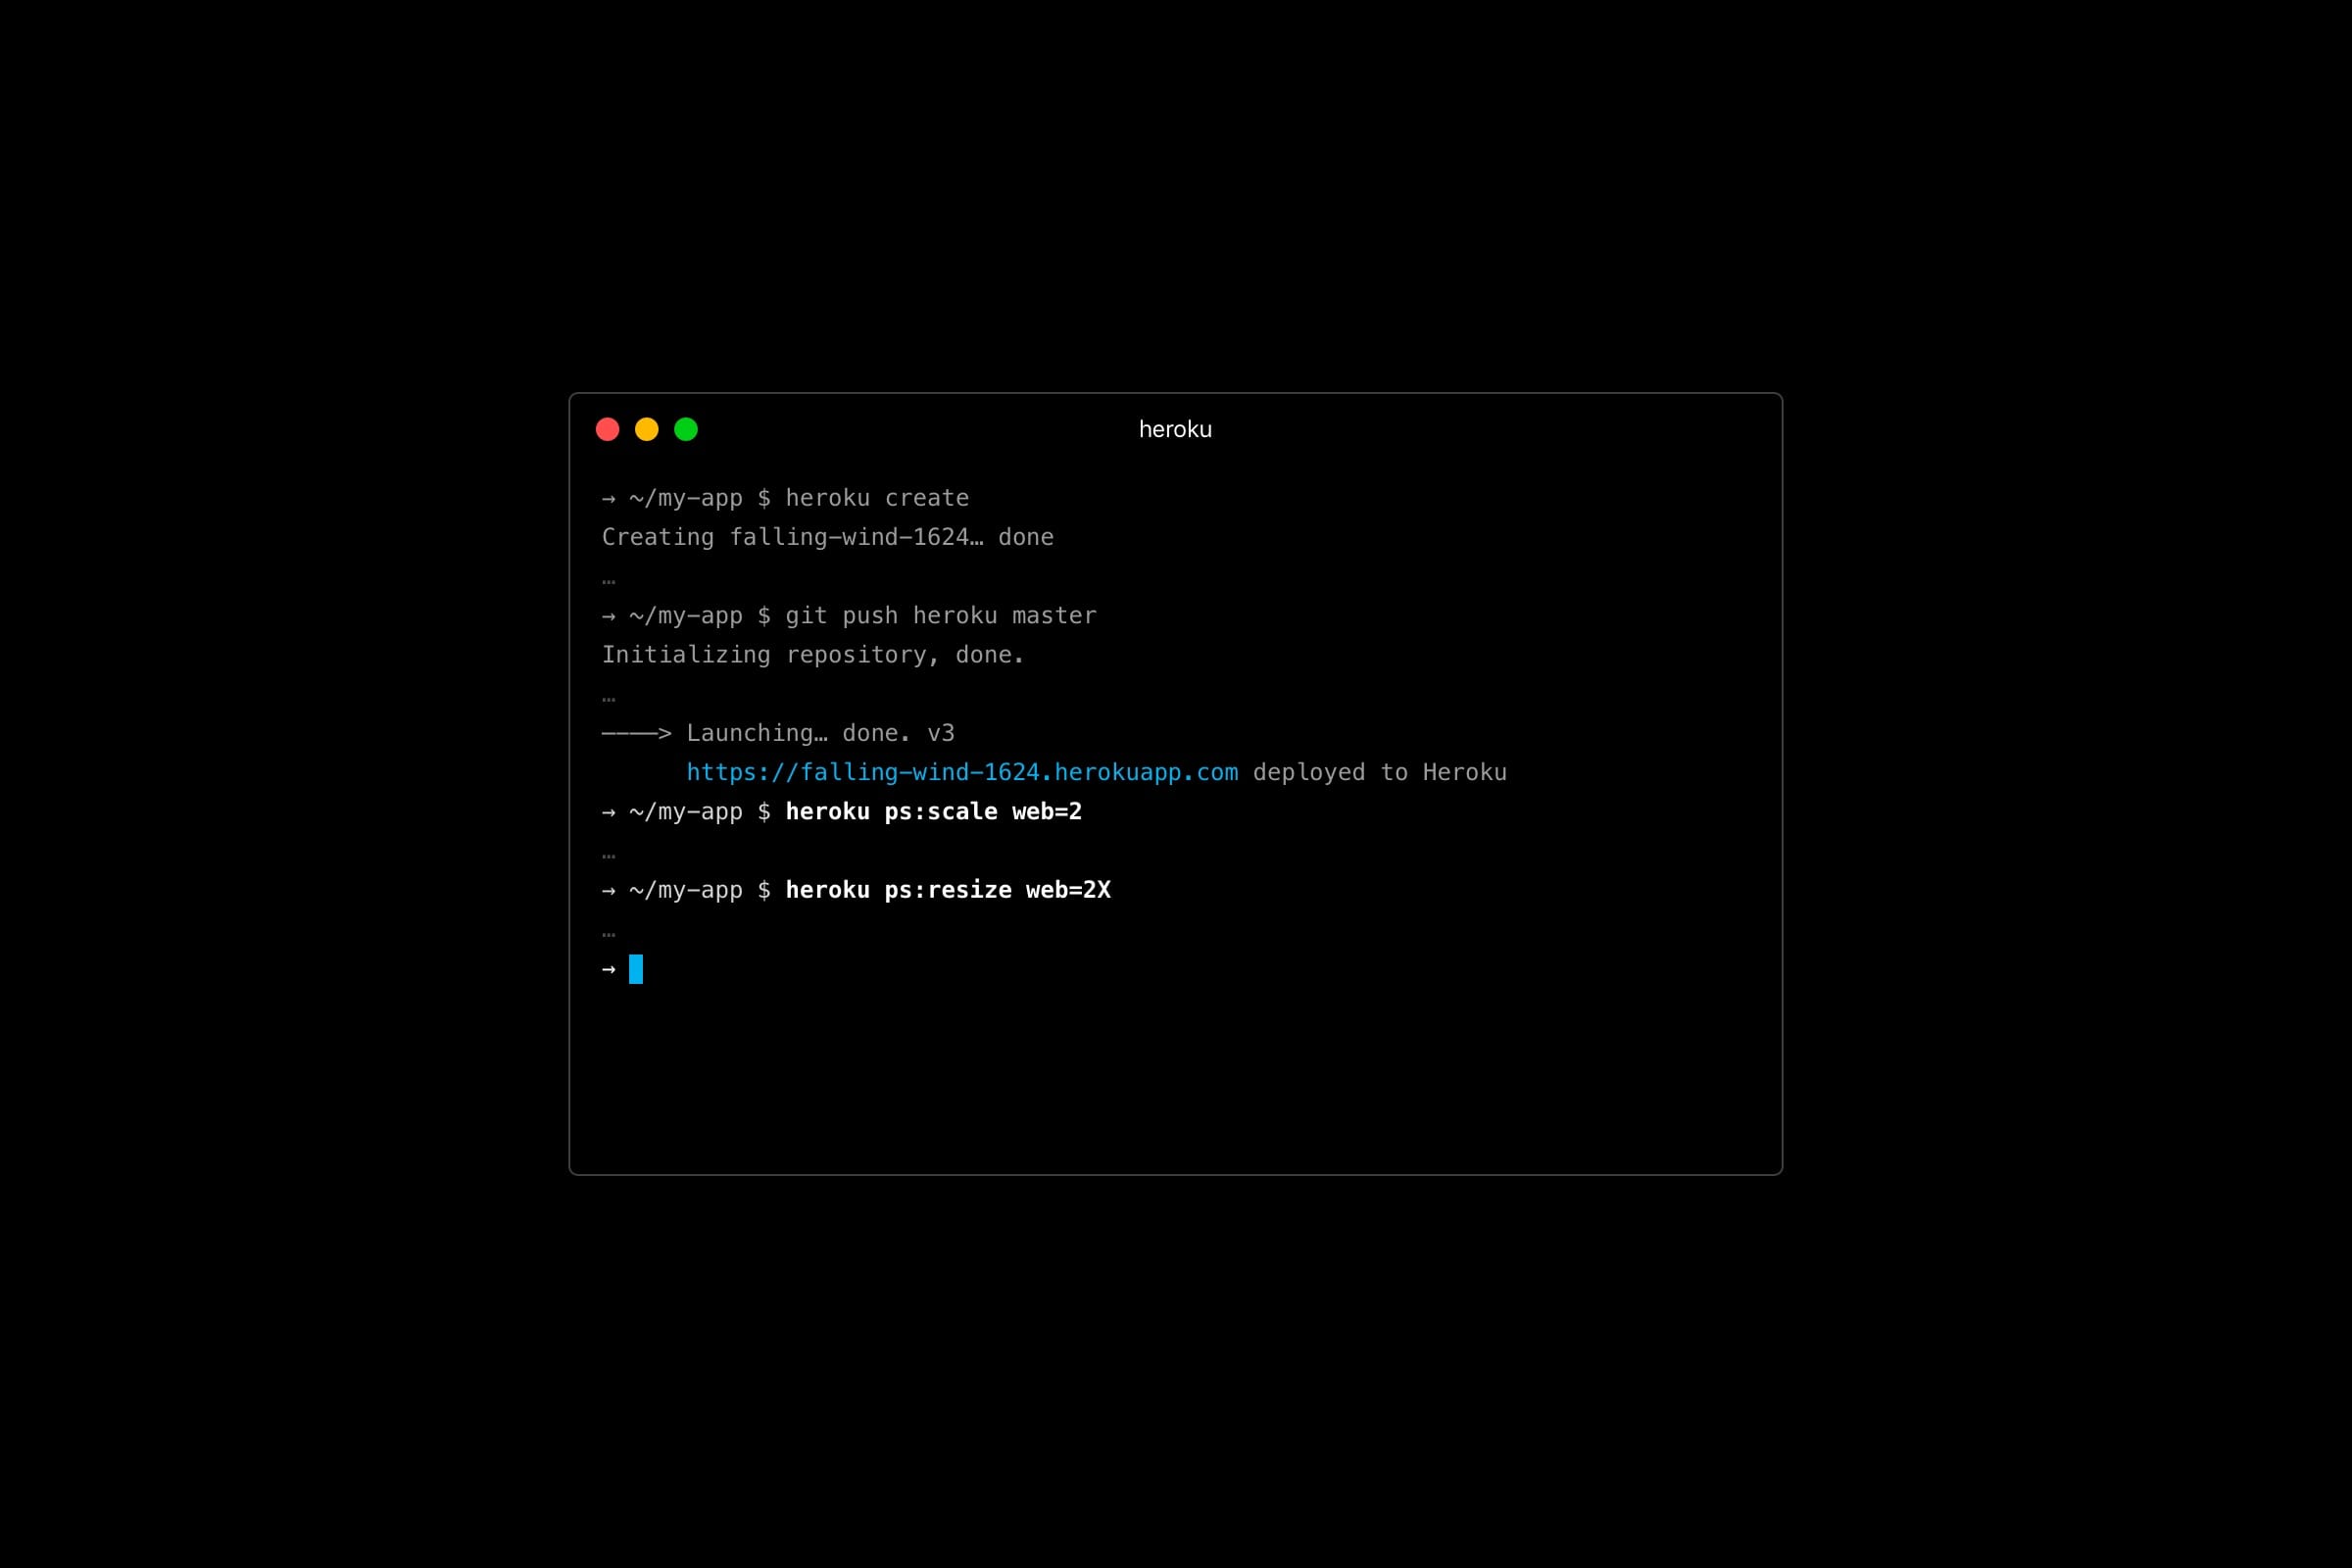 heroku
→ ~/my-app $ heroku create
Creating falling-wind-1624… done
…
→ ~/my-app $ git push heroku master
Initializing repository, done.
…
————> Launching… done. v3
https://falling-wind-1624.herokuapp.com deployed to Heroku
→ ~/my-app $ heroku ps:scale web=2
…
→ ~/my-app $ heroku ps:resize web=2X
…
→